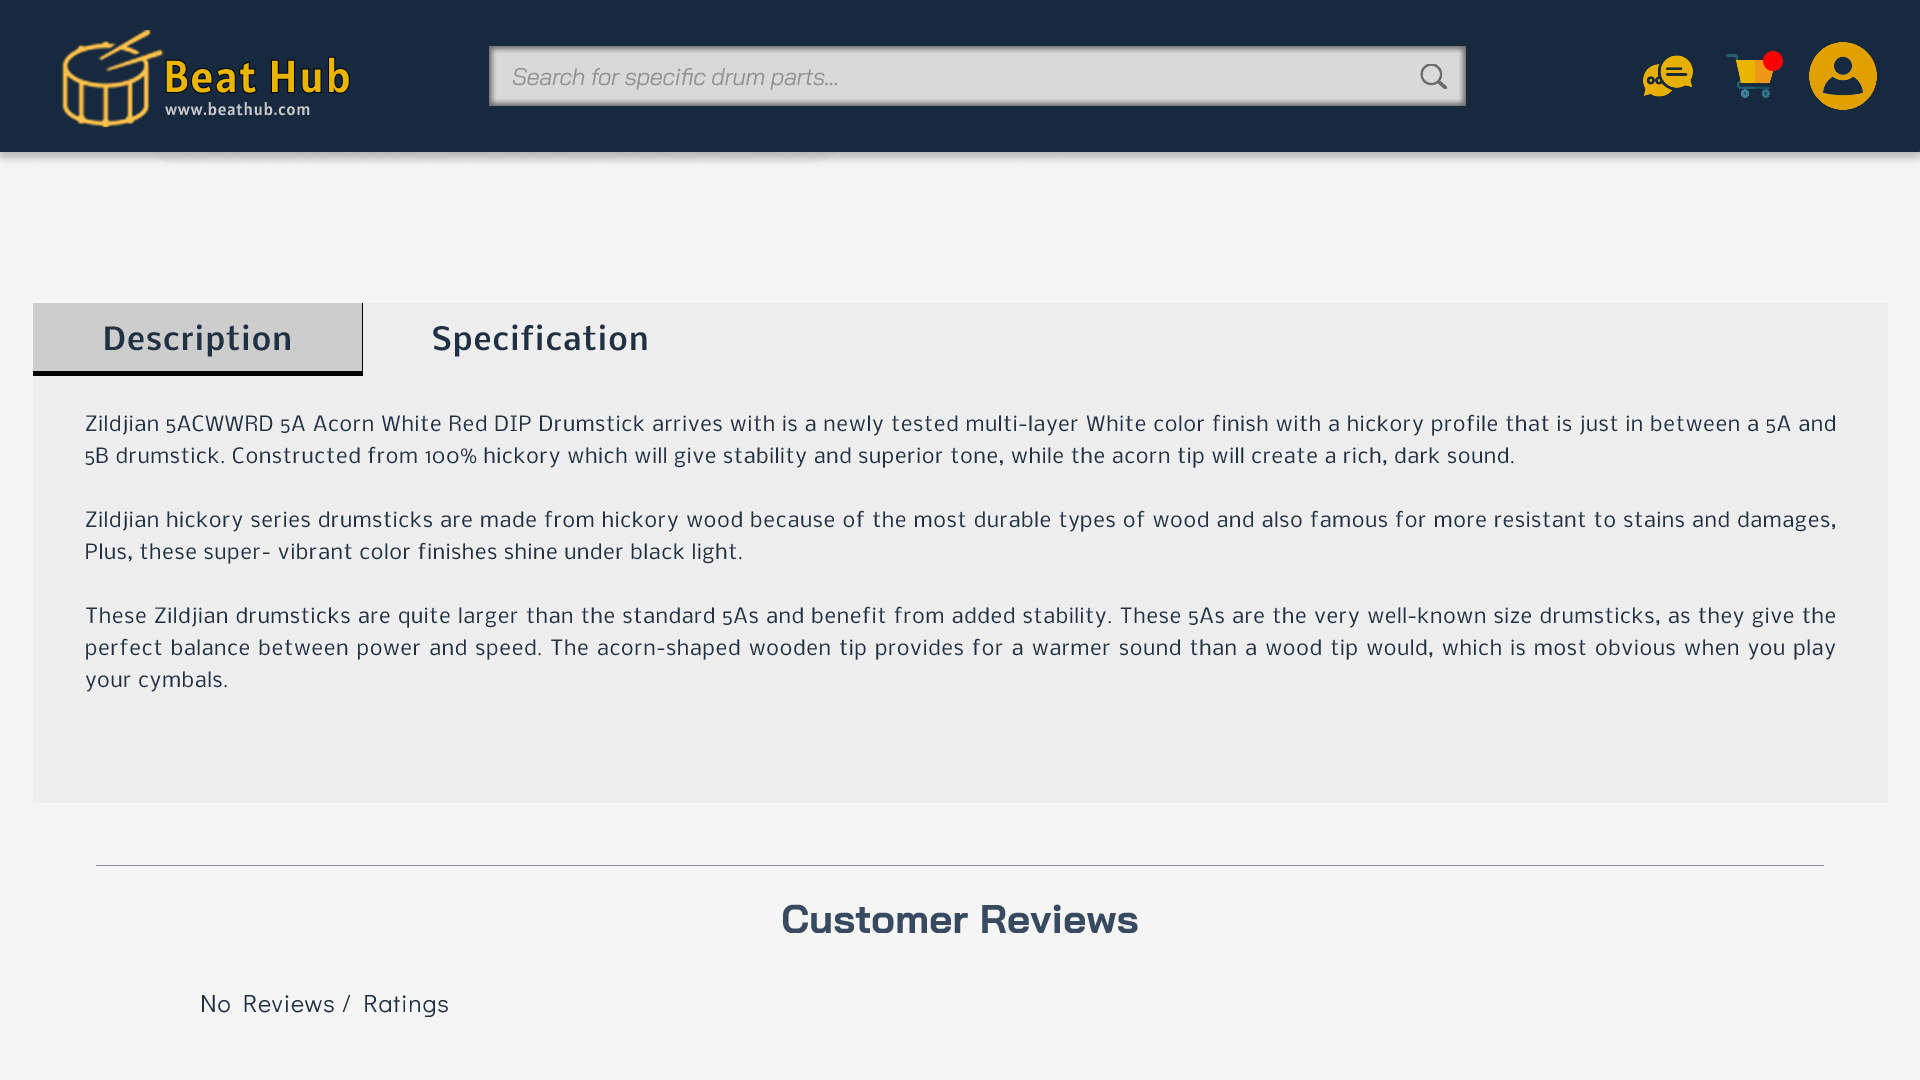 Beat Hub
www.beathub.com
Search for specific drum parts...
Description
Specification
Zildjian 5ACWWRD 5A Acorn White Red DIP Drumstick arrives with is a newly tested multi-layer White color finish with a hickory profile that is just in between a 5A and
5B drumstick. Constructed from 100% hickory which will give stability and superior tone, while the acorn tip will create a rich, dark sound.
Zildjian hickory series drumsticks are made from hickory wood because of the most durable types of wood and also famous for more resistant to stains and damages,
Plus, these super- vibrant color finishes shine under black light.
These Zildjian drumsticks are quite larger than the standard 5As and benefit from added stability. These 5As are the very well-known size drumsticks, as they give the
perfect balance between power and speed. The acorn-shaped wooden tip provides for a warmer sound than a wood tip would, which is most obvious when you play
your cymbals.
Customer Reviews
No Reviews / Ratings